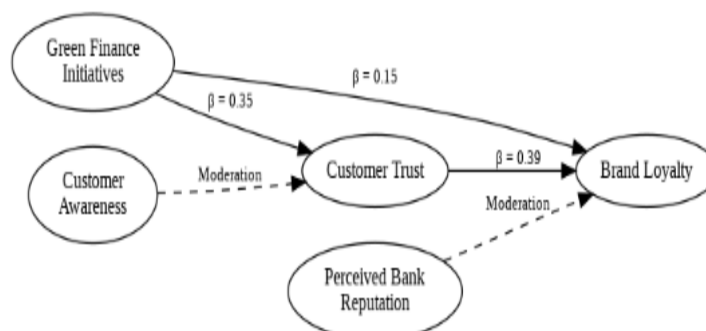 Green Finance
Initiatives
β = 0.15
β = 0.35
Customer
Awareness
Moderation
Customer Trust
β = 0.39
Brand Loyalty
Moderation
Perceived Bank
Reputation